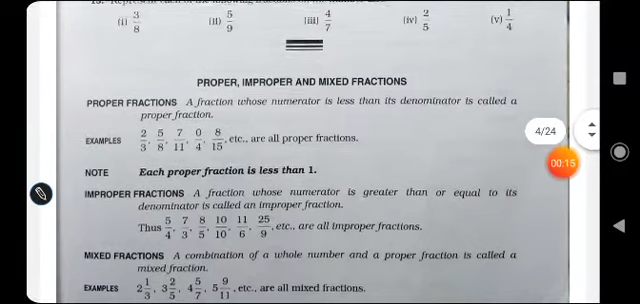 (i) 3/8 (ii) 5/9 (iii) 4/7 (iv) 2/5 (v) 1/4
PROPER, IMPROPER AND MIXED FRACTIONS
PROPER FRACTIONS A fraction whose numerator is less than its denominator is called a
proper fraction.
EXAMPLES 2/3, 5/8, 7/11, 0/4, 8/15, etc., are all proper fractions.
NOTE Each proper fraction is less than 1.
IMPROPER FRACTIONS A fraction whose numerator is greater than or equal to its
denominator is called an improper fraction.
Thus 5/4, 7/3, 8/5, 10/10, 11/6, 25/9, etc., are all improper fractions.
MIXED FRACTIONS A combination of a whole number and a proper fraction is called a
mixed fraction.
EXAMPLES 2 1/3, 3 2/5, 4 5/7, 5 9/11, etc., are all mixed fractions.
4/24
00:15